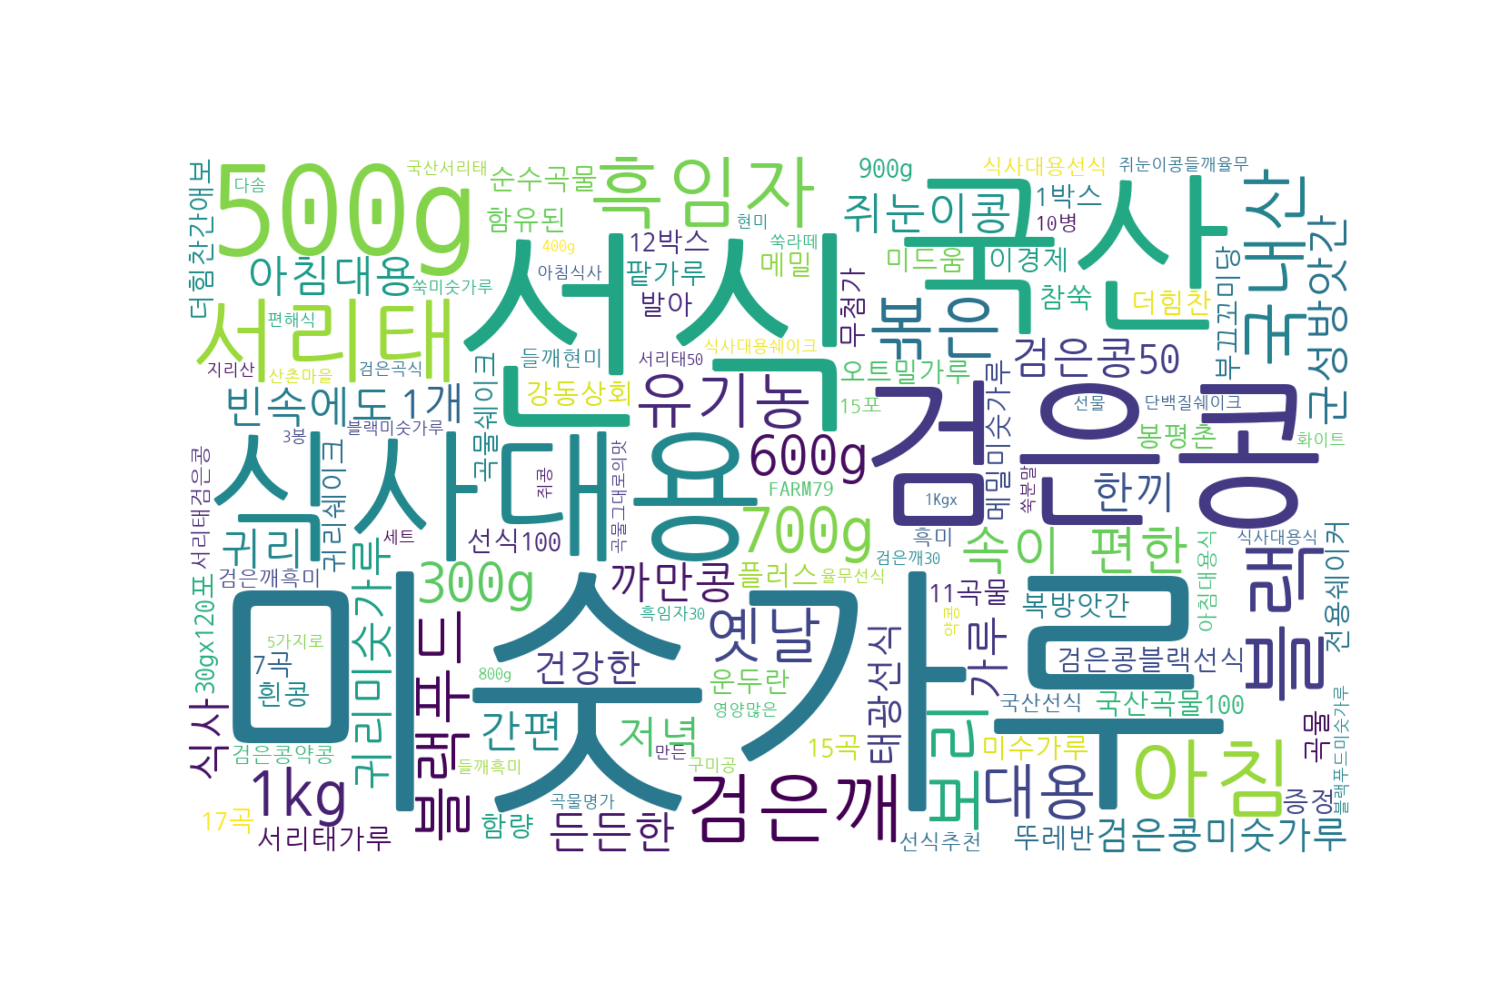 국산서리태
다송
500g
순수곡물
함유된
흑임자
현미
900g
식사대용선식
쥐눈이콩들깨율무
쥐눈이콩
1박스
10병
국산
국내산
더힘찬간애보
아침대용
쑥미숫가루
400g
아침식사
선식
12박스
팥가루
발아
쑥라떼
메밀
무첨가
미드움
이경제
참쑥
더힘찬
부꼬꼬미당
군성방앗간
서리태
편해식
지리산
산촌마을
검은곡식
들깨현미
서리태50
식사대용쉐이크
볶은
오트밀가루
검은콩50
빈속에도
1개
곡물쉐이크
강동상회
유기농
15포
메밀미숫가루
선물
단백질쉐이크
봉평촌
화이트
3봉
블랙미숫가루
서리태검은콩
식사대용
귀리쉐이크
쥐콩
곡물그대로의맛
600g
FARM79
검은콩
1Kgx
쑥분말
한끼
귀리
세트
선식100
700g
흑미
속이 편한
아침대용식
식사대용식
전용쉐이커
검은깨흑미
귀리미숫가루
300g
까만콩
플러스
율무선식
검은깨30
11곡물
복방앗간
블랙
30gx120포
5가지로
7곡
흰콩
블랙푸드
미숫가루
흑임자30
건강한
옛날
약콩
가루
검은콩블랙선식
800g
운두란
영양많은
태광선식
국산선식
국산곡물100
식사
검은콩약콩
간편
저녁
만든
구미공
15곡
보리
미수가루
아침
곡물
블랙푸드미숫가루
들깨흑미
1kg
17곡
서리태가루
곡물명가
함량
든든한
검은깨
선식추천
대용
증정
뚜레반
검은콩미숫가루